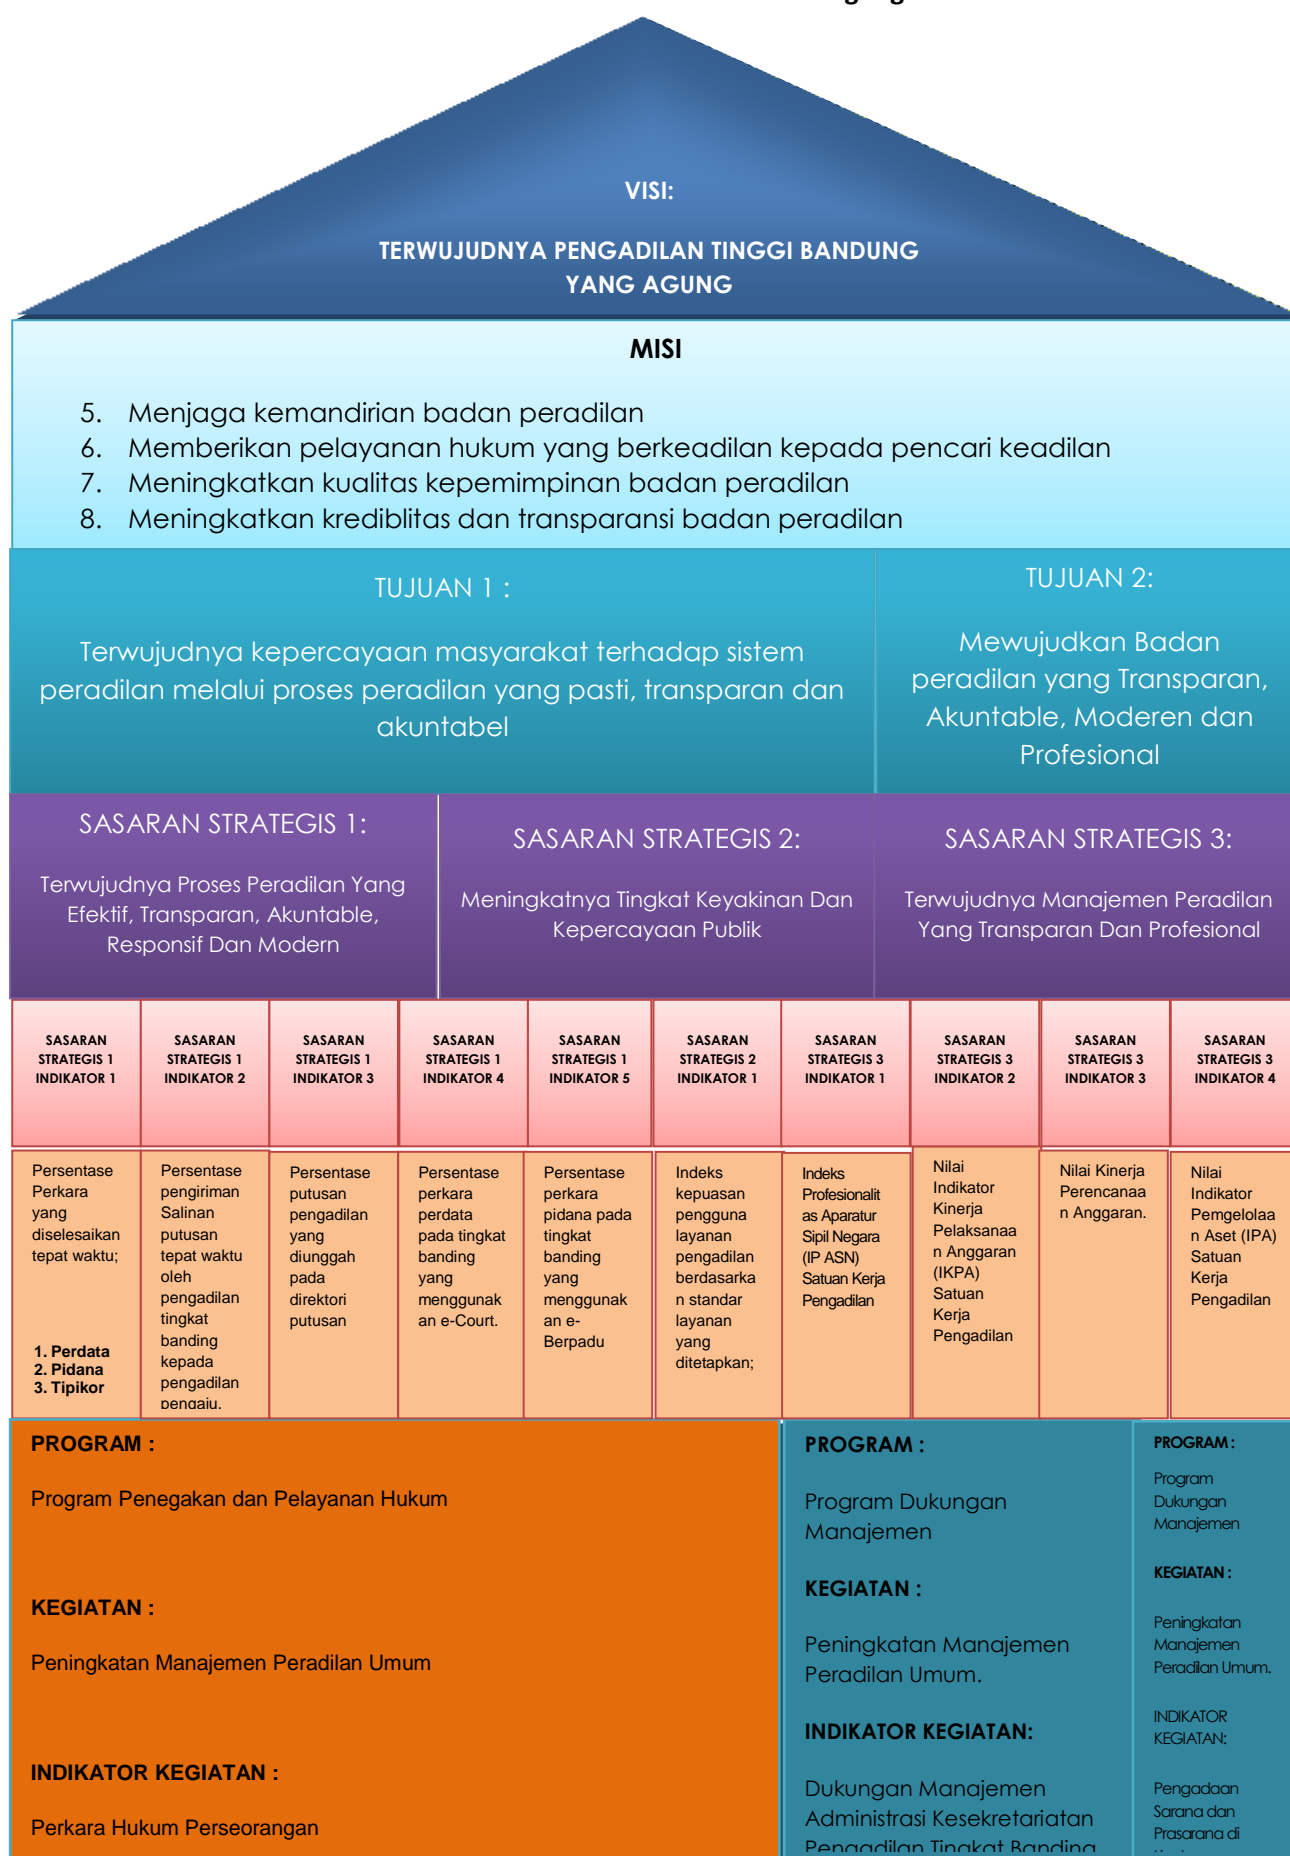 VISI:
TERWUJUDNYA PENGADILAN TINGGI BANDUNG
YANG AGUNG
MISI
5. Menjaga kemandirian badan peradilan
6. Memberikan pelayanan hukum yang berkeadilan kepada pencari keadilan
7. Meningkatkan kualitas kepemimpinan badan peradilan
8. Meningkatkan krediblitas dan transparansi badan peradilan
TUJUAN 1 :
Terwujudnya kepercayaan masyarakat terhadap sistem
peradilan melalui proses peradilan yang pasti, transparan dan
akuntabel
TUJUAN 2:
Mewujudkan Badan
peradilan yang Transparan,
Akuntable, Moderen dan
Profesional
SASARAN STRATEGIS 1:
Terwujudnya Proses Peradilan Yang
Efektif, Transparan, Akuntable,
Responsif Dan Modern
SASARAN STRATEGIS 2:
Meningkatnya Tingkat Keyakinan Dan
Kepercayaan Publik
SASARAN STRATEGIS 3:
Terwujudnya Manajemen Peradilan
Yang Transparan Dan Profesional
SASARAN
STRATEGIS 1
INDIKATOR 1
SASARAN
STRATEGIS 1
INDIKATOR 2
SASARAN
STRATEGIS 1
INDIKATOR 3
SASARAN
STRATEGIS 1
INDIKATOR 4
SASARAN
STRATEGIS 1
INDIKATOR 5
SASARAN
STRATEGIS 2
INDIKATOR 1
SASARAN
STRATEGIS 3
INDIKATOR 1
SASARAN
STRATEGIS 3
INDIKATOR 2
SASARAN
STRATEGIS 3
INDIKATOR 3
SASARAN
STRATEGIS 3
INDIKATOR 4
Persentase
Perkara
yang
diselesaikan
tepat waktu;
1. Perdata
2. Pidana
3. Tipikor
Persentase
pengiriman
Salinan
putusan
tepat waktu
oleh
pengadilan
tingkat
banding
kepada
pengadilan
pengaju.
Persentase
putusan
pengadilan
yang
diunggah
pada
direktori
putusan
Persentase
perkara
perdata
pada tingkat
banding
yang
menggunak
an e-Court.
Persentase
perkara
pidana pada
tingkat
banding
yang
menggunak
an e-
Berpadu
Indeks
kepuasan
pengguna
layanan
pengadilan
berdasarka
n standar
layanan
yang
ditetapkan;
Indeks
Profesionalit
as Aparatur
Sipil Negara
(IP ASN)
Satuan Kerja
Pengadilan
Nilai
Indikator
Kinerja
Pelaksanaa
n Anggaran
(IKPA)
Satuan
Kerja
Pengadilan
Nilai Kinerja
Perencanaa
n Anggaran.
Nilai
Indikator
Pemgelolaa
n Aset (IPA)
Satuan
Kerja
Pengadilan
PROGRAM :
Program Penegakan dan Pelayanan Hukum
KEGIATAN :
Peningkatan Manajemen Peradilan Umum
INDIKATOR KEGIATAN :
Perkara Hukum Perseorangan
PROGRAM :
Program Dukungan
Manajemen
KEGIATAN :
Peningkatan Manajemen
Peradilan Umum.
INDIKATOR KEGIATAN:
Dukungan Manajemen
Administrasi Kesekretariatan
Pengadilan Tingkat Banding
PROGRAM :
Program
Dukungan
Manajemen
KEGIATAN :
Peningkatan
Manajemen
Peradilan Umum.
INDIKATOR
KEGIATAN:
Pengadaan
Sarana dan
Prasarana di